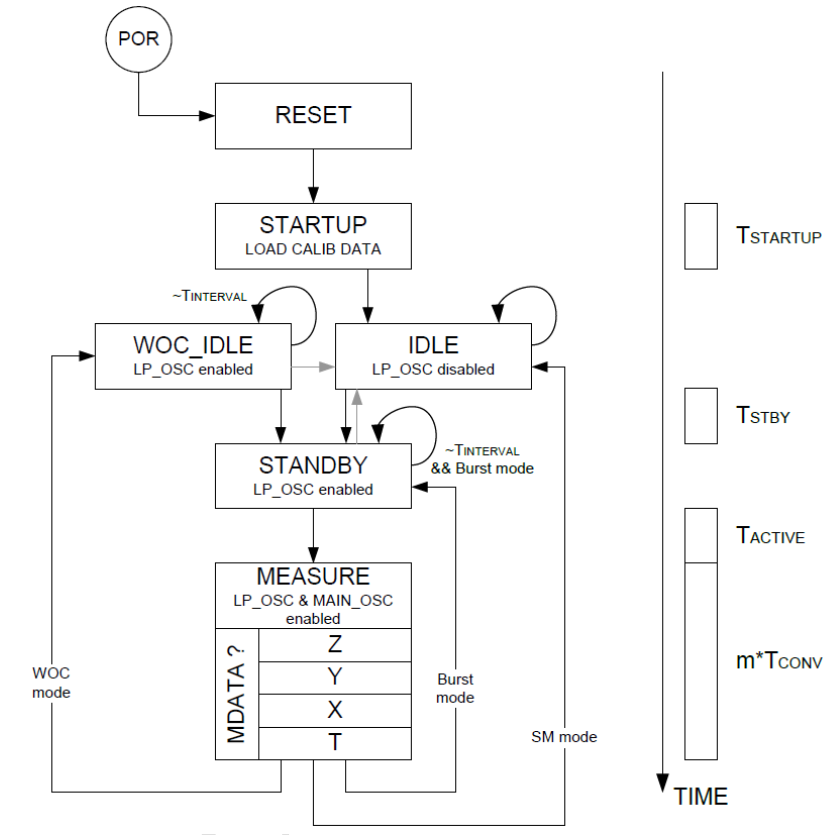 POR
RESET
STARTUP
LOAD CALIB DATA
TSTARTUP
~TINTERVAL
WOC_IDLE
LP_OSC enabled
IDLE
LP_OSC disabled
TSTBY
STANDBY
LP_OSC enabled
~TINTERVAL
&& Burst mode
TACTIVE
MEASURE
LP_OSC & MAIN_OSC
enabled
MDATA ?
Z
Y
X
T
m*TCONV
WOC
mode
Burst
mode
SM mode
TIME